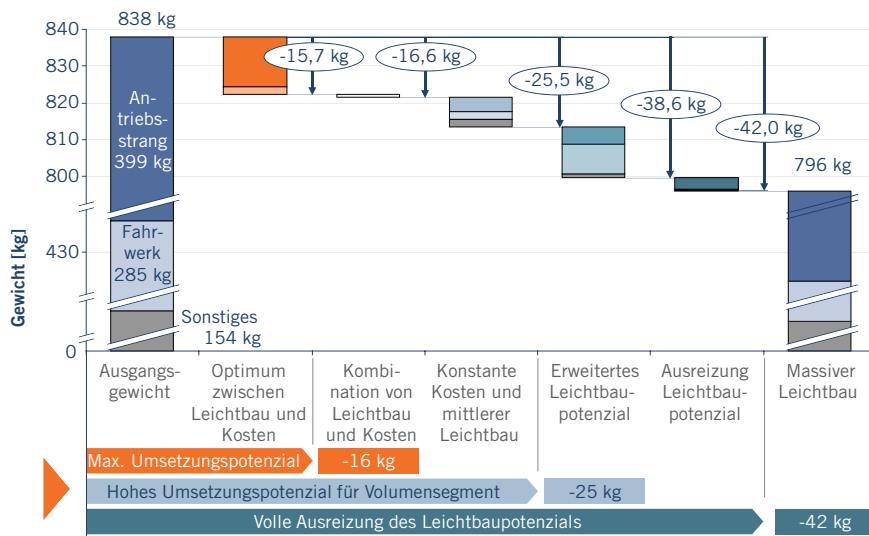 840
838 kg
830
820
810
800
430
0
Gewicht [kg]
An-
triebs-
strang
399 kg
Fahr-
werk
285 kg
Sonstiges
154 kg
-15,7 kg
-16,6 kg
-25,5 kg
-38,6 kg
-42,0 kg
796 kg
Ausgangs-
gewicht
Optimum
zwischen
Leichtbau und
Kosten
Kombi-
nation von
Leichtbau
und Kosten
Konstante
Kosten und
mittlerer
Leichtbau
Erweitertes
Leichtbau-
potenzial
Ausreizung
Leichtbau-
potenzial
Massiver
Leichtbau
Max. Umsetzungspotenzial
-16 kg
Hohes Umsetzungspotenzial für Volumensegment
-25 kg
Volle Ausreizung des Leichtbaupotenzials
-42 kg